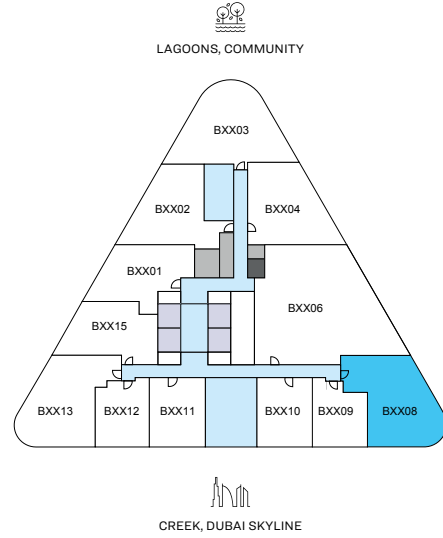 LAGOONS, COMMUNITY
BXX03
BXX02
BXX04
BXX01
BXX06
BXX15
BXX13
BXX12
BXX11
BXX10
BXX09
BXX08
CREEK, DUBAI SKYLINE